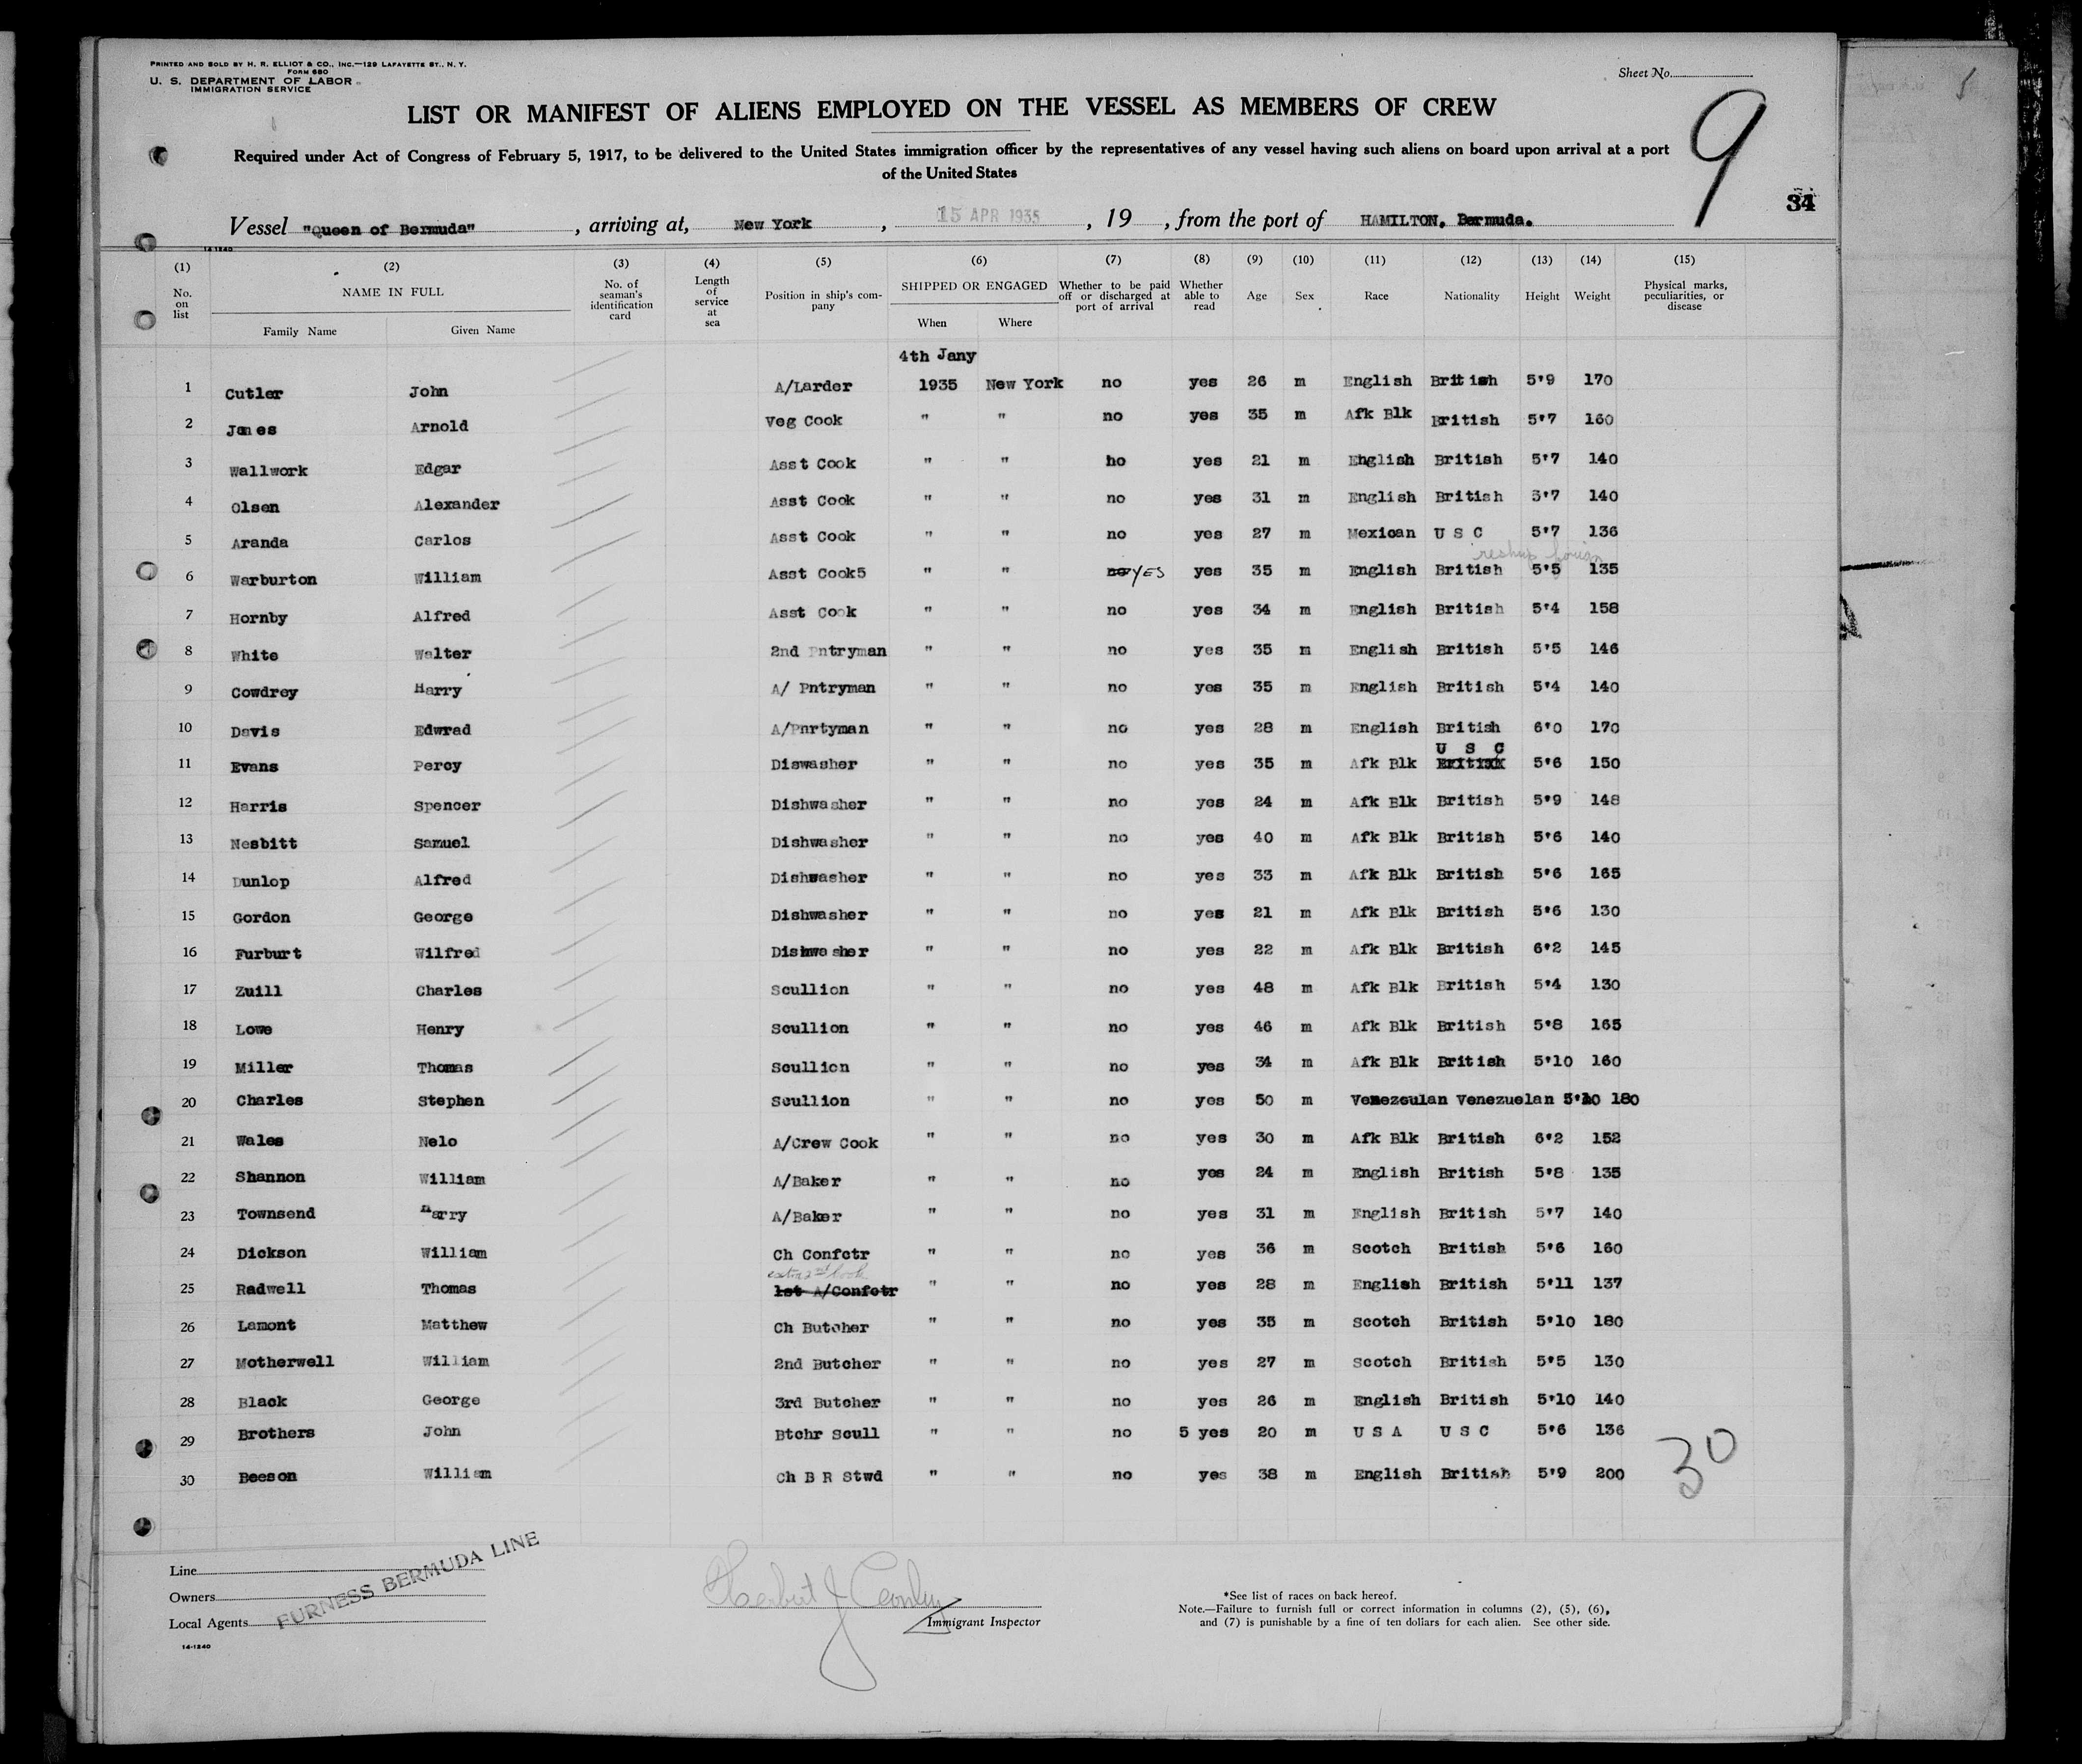 PRINTED AND SOLD BY H. R. ELLIOT & CO., INC.—129 LAFAYETTE ST., N. Y.
FORM 680
U. S. DEPARTMENT OF LABOR
IMMIGRATION SERVICE
Sheet No.
LIST OR MANIFEST OF ALIENS EMPLOYED ON THE VESSEL AS MEMBERS OF CREW
9
Required under Act of Congress of February 5, 1917, to be delivered to the United States immigration officer by the representatives of any vessel having such aliens on board upon arrival at a port
of the United States
34
Vessel "Queen of Bermuda", arriving at, New York, 15 APR 1935, 19, from the port of HAMILTON, Bermuda.
14-1240
(1) (2) (3) (4) (5) (6) (7) (8) (9) (10) (11) (12) (13) (14) (15)
No. on list NAME IN FULL Family Name Given Name No. of seaman's identification card Length of service at sea Position in ship's company SHIPPED OR ENGAGED When Where Whether to be paid off or discharged at port of arrival Whether able to read Age Sex Race Nationality Height Weight Physical marks, peculiarities, or disease
4th Jany
1 Cutler John A/Larder 1935 New York no yes 26 m English British 5'9 170
2 Jones Arnold Veg Cook " " no yes 35 m Afk Blk British 5'7 160
3 Wallwork Edgar Asst Cook " " ho yes 21 m English British 5'7 140
4 Olsen Alexander Asst Cook " " no yes 31 m English British 5'7 140
5 Aranda Carlos Asst Cook " " no yes 27 m Mexican U S C 5'7 136
reship foreign
6 Warburton William Asst Cook5 " " no YES yes 35 m English British 5'5 135
7 Hornby Alfred Asst Cook " " no yes 34 m English British 5'4 158
8 White Walter 2nd Pntryman " " no yes 35 m English British 5'5 146
9 Cowdrey Harry A/ Pntryman " " no yes 35 m English British 5'4 140
10 Davis Edwrad A/Pnrtyman " " no yes 28 m English British 6'0 170
U S C
11 Evans Percy Diswasher " " no yes 35 m Afk Blk British 5'6 150
12 Harris Spencer Dishwasher " " no yes 24 m Afk Blk British 5'9 148
13 Nesbitt Samuel Dishwasher " " no yes 40 m Afk Blk British 5'6 140
14 Dunlop Alfred Dishwasher " " no yes 33 m Afk Blk British 5'6 165
15 Gordon George Dishwasher " " no yes 21 m Afk Blk British 5'6 130
16 Furburt Wilfred Dishwasher " " no yes 22 m Afk Blk British 6'2 145
17 Zuill Charles Scullion " " no yes 48 m Afk Blk British 5'4 130
18 Lowe Henry Scullion " " no yes 46 m Afk Blk British 5'8 165
19 Miller Thomas Scullion " " no yes 34 m Afk Blk British 5'10 160
20 Charles Stephen Scullion " " no yes 50 m Venezeulan Venezuelan 5'10 180
21 Wales Nelo A/Crew Cook " " no yes 30 m Afk Blk British 6'2 152
22 Shannon William A/Baker " " no yes 24 m English British 5'8 135
23 Townsend Harry A/Baker " " no yes 31 m English British 5'7 140
24 Dickson William Ch Confctr " " no yes 36 m Scotch British 5'6 160
extra 2nd Cook
25 Radwell Thomas 1st A/Confctr " " no yes 28 m English British 5'11 137
26 Lamont Matthew Ch Butcher " " no yes 35 m Scotch British 5'10 180
27 Motherwell William 2nd Butcher " " no yes 27 m Scotch British 5'5 130
28 Black George 3rd Butcher " " no yes 26 m English British 5'10 140
29 Brothers John Btchr Scull " " no 5 yes 20 m U S A U S C 5'6 136
30 Beeson William Ch B R Stwd " " no yes 38 m English British 5'9 200
30
Line
Owners
Local Agents
FURNESS BERMUDA LINE
14-1240
Herbert J
Immigrant Inspector
*See list of races on back hereof.
Note.—Failure to furnish full or correct information in columns (2), (5), (6), and (7) is punishable by a fine of ten dollars for each alien. See other side.